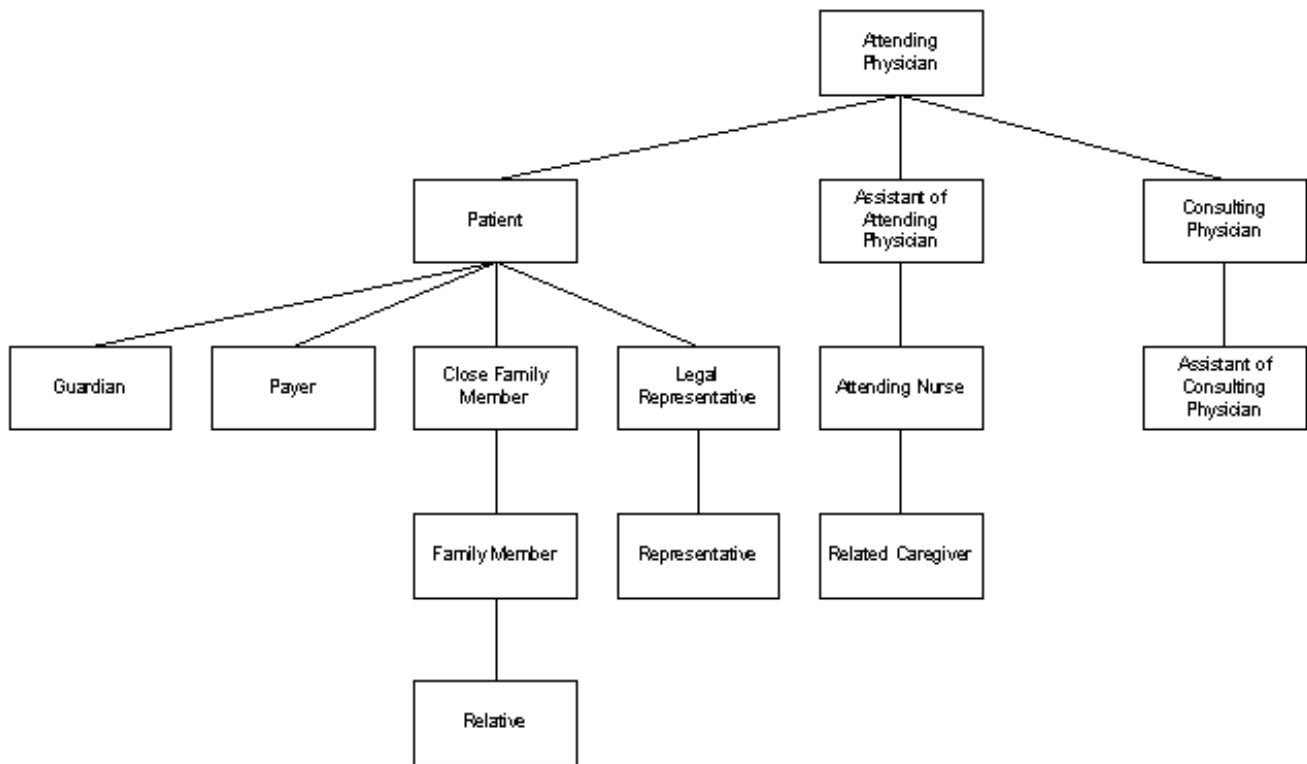 Attending
Physician
Patient
Assistant of
Attending
Physician
Consulting
Physician
Guardian
Payer
Close Family
Member
Legal
Representative
Attending Nurse
Assistant of
Consulting
Physician
Family Member
Representative
Related Caregiver
Relative